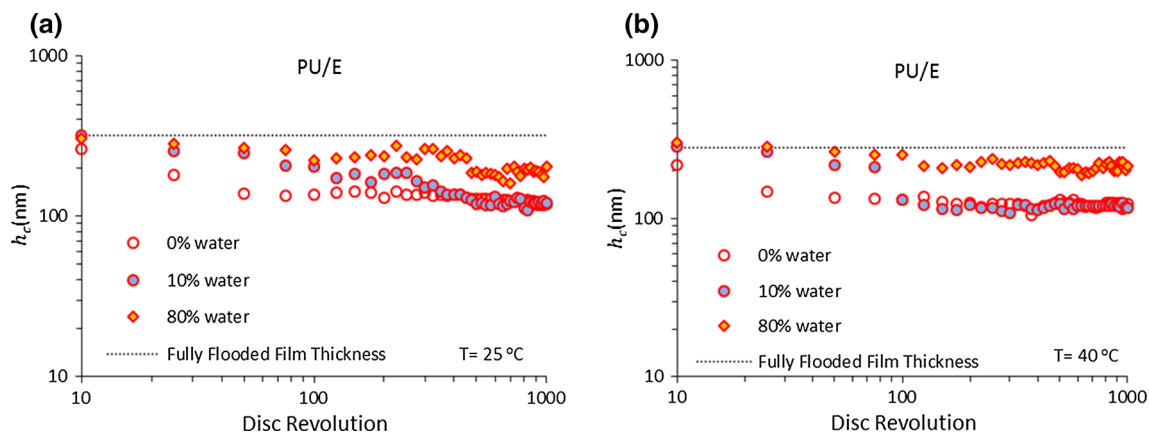 (a)
1000
100
10
h_c(nm)
PU/E
0% water
10% water
80% water
Fully Flooded Film Thickness
T= 25 ºC
10
100
1000
Disc Revolution
(b)
1000
100
10
h_c(nm)
PU/E
0% water
10% water
80% water
Fully Flooded Film Thickness
T= 40 ºC
10
100
1000
Disc Revolution